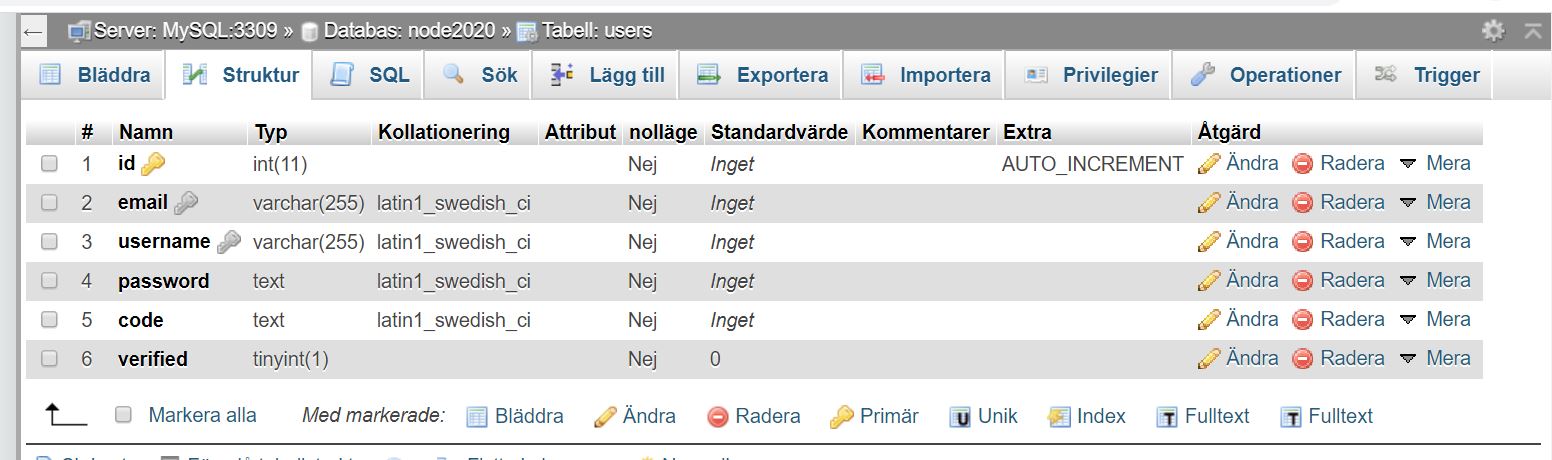 Server: MySQL:3309 » Databas: node2020 » Tabell: users
Bläddra Struktur SQL Sök Lägg till Exportera Importera Privilegier Operationer Trigger
# Namn Typ Kollationering Attribut nolläge Standardvärde Kommentarer Extra Åtgärd
1 id int(11) Nej Inget AUTO_INCREMENT Ändra Radera Mera
2 email varchar(255) latin1_swedish_ci Nej Inget Ändra Radera Mera
3 username varchar(255) latin1_swedish_ci Nej Inget Ändra Radera Mera
4 password text latin1_swedish_ci Nej Inget Ändra Radera Mera
5 code text latin1_swedish_ci Nej Inget Ändra Radera Mera
6 verified tinyint(1) Nej 0 Ändra Radera Mera
Markera alla Med markerade: Bläddra Ändra Radera Primär Unik Index Fulltext Fulltext